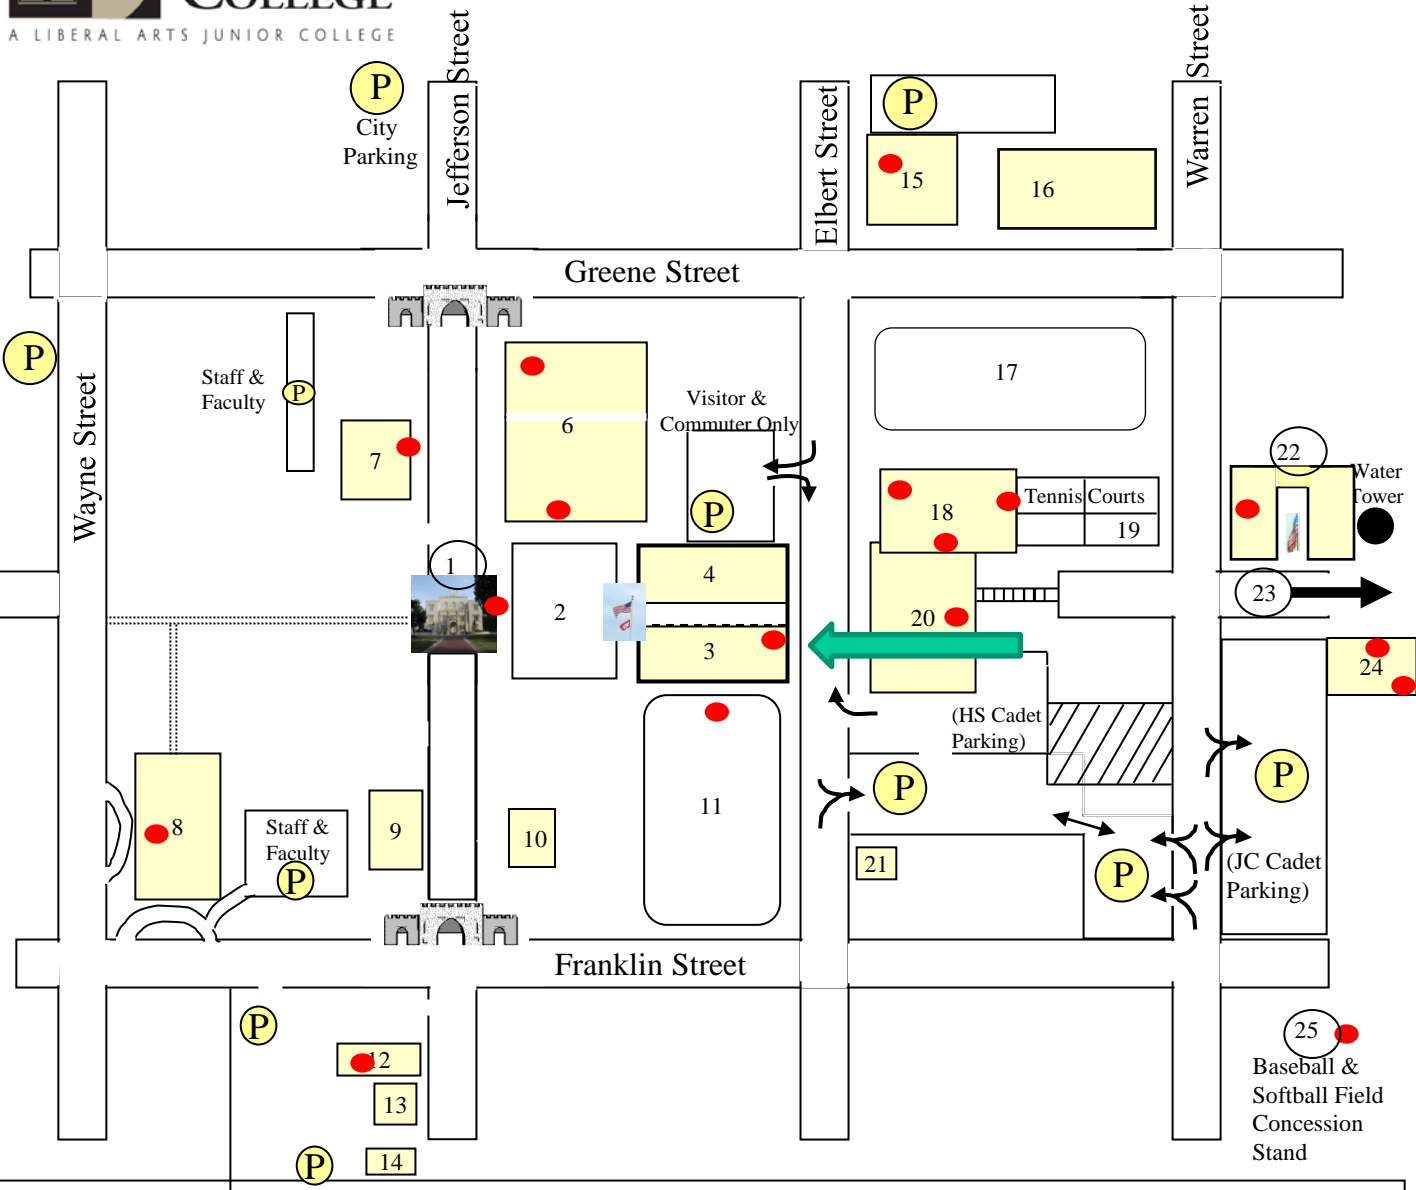 COLLEGE
A LIBERAL ARTS JUNIOR COLLEGE
Jefferson Street
Elbert Street
Warren Street
P
City
Parking
P
15
16
Greene Street
P
Wayne Street
Staff &
Faculty
P
7
6
Visitor &
Commuter Only
P
17
18
Tennis Courts
19
22
Water
Tower
1
2
4
3
20
23
24
(HS Cadet
Parking)
P
P
8
Staff &
Faculty
P
9
10
11
21
P
(JC Cadet
Parking)
Franklin Street
P
12
13
14
P
25
Baseball &
Softball Field
Concession
Stand